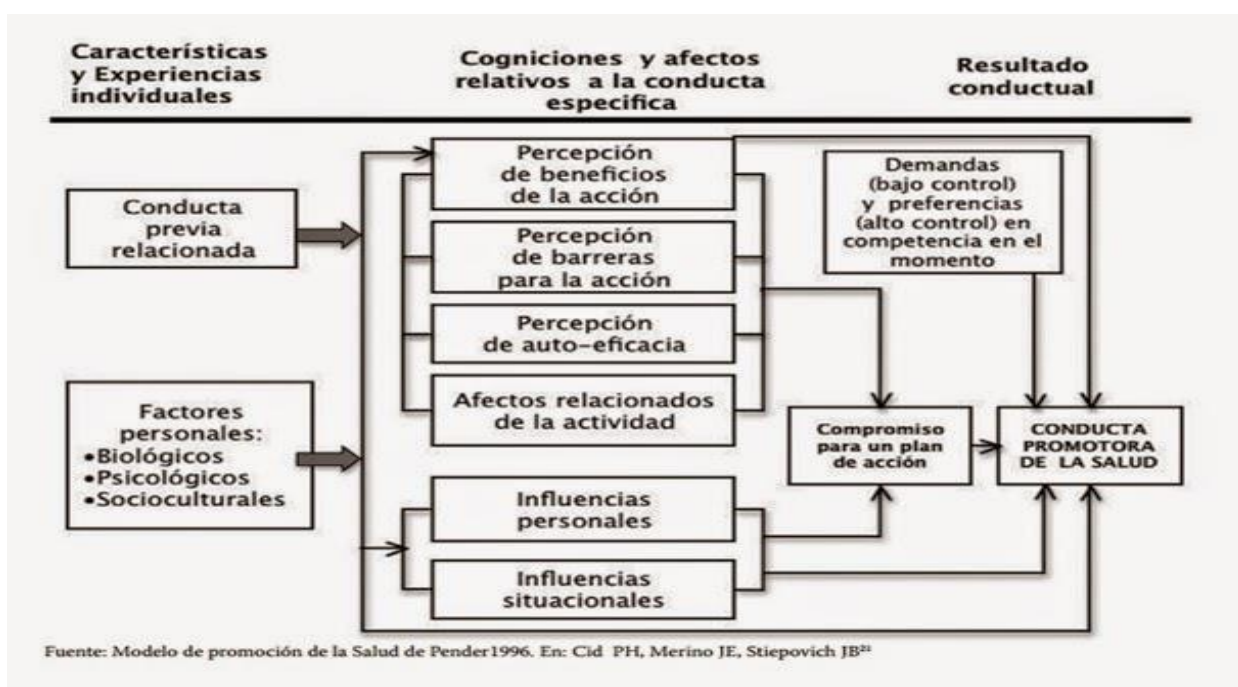 Características
y Experiencias
individuales
Cogniciones y afectos
relativos a la conducta
especifica
Resultado
conductual
Conducta
previa
relacionada
Factores
personales:
•Biológicos
•Psicológicos
•Socioculturales
Percepción
de beneficios
de la acción
Percepción
de barreras
para la acción
Percepción
de auto-eficacia
Afectos relacionados
de la actividad
Influencias
personales
Influencias
situacionales
Demandas
(bajo control)
y preferencias
(alto control) en
competencia en el
momento
Compromiso
para un plan
de acción
CONDUCTA
PROMOTORA
DE LA SALUD
Fuente: Modelo de promoción de la Salud de Pender1996. En: Cid PH, Merino JE, Stiepovich JB²¹